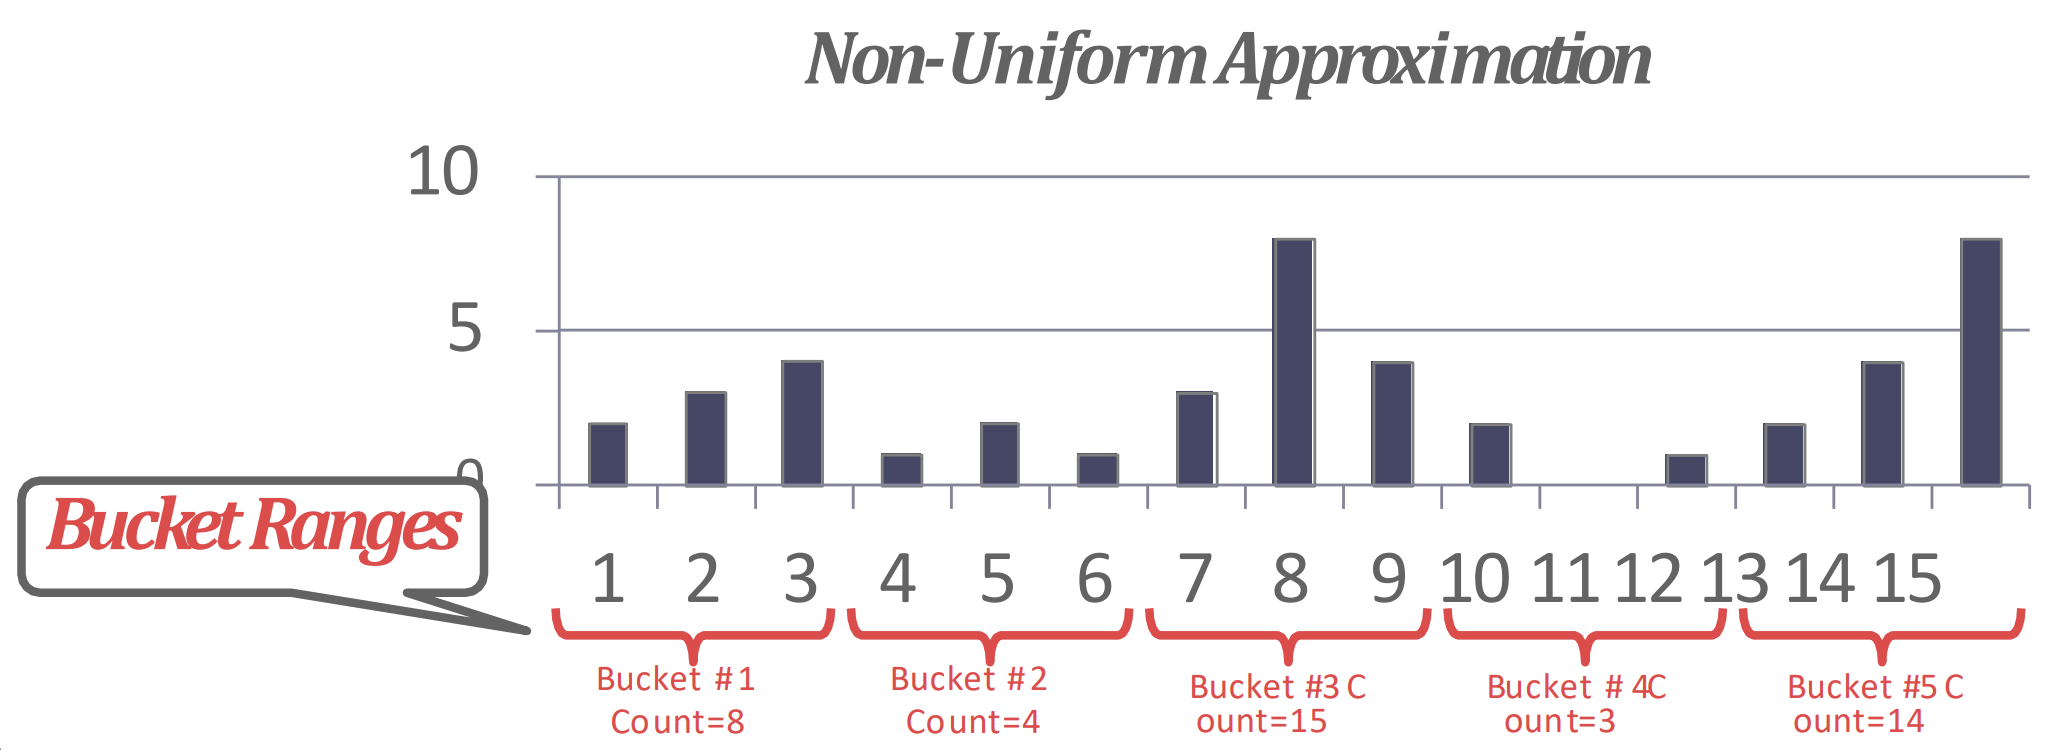 Non-Uniform Approximation
10
5
0
Bucket Ranges
1 2 3 4 5 6 7 8 9 10 11 12 13 14 15
Bucket #1
Count=8
Bucket #2
Count=4
Bucket #3 C
ount=15
Bucket # 4C
ount=3
Bucket #5 C
ount=14